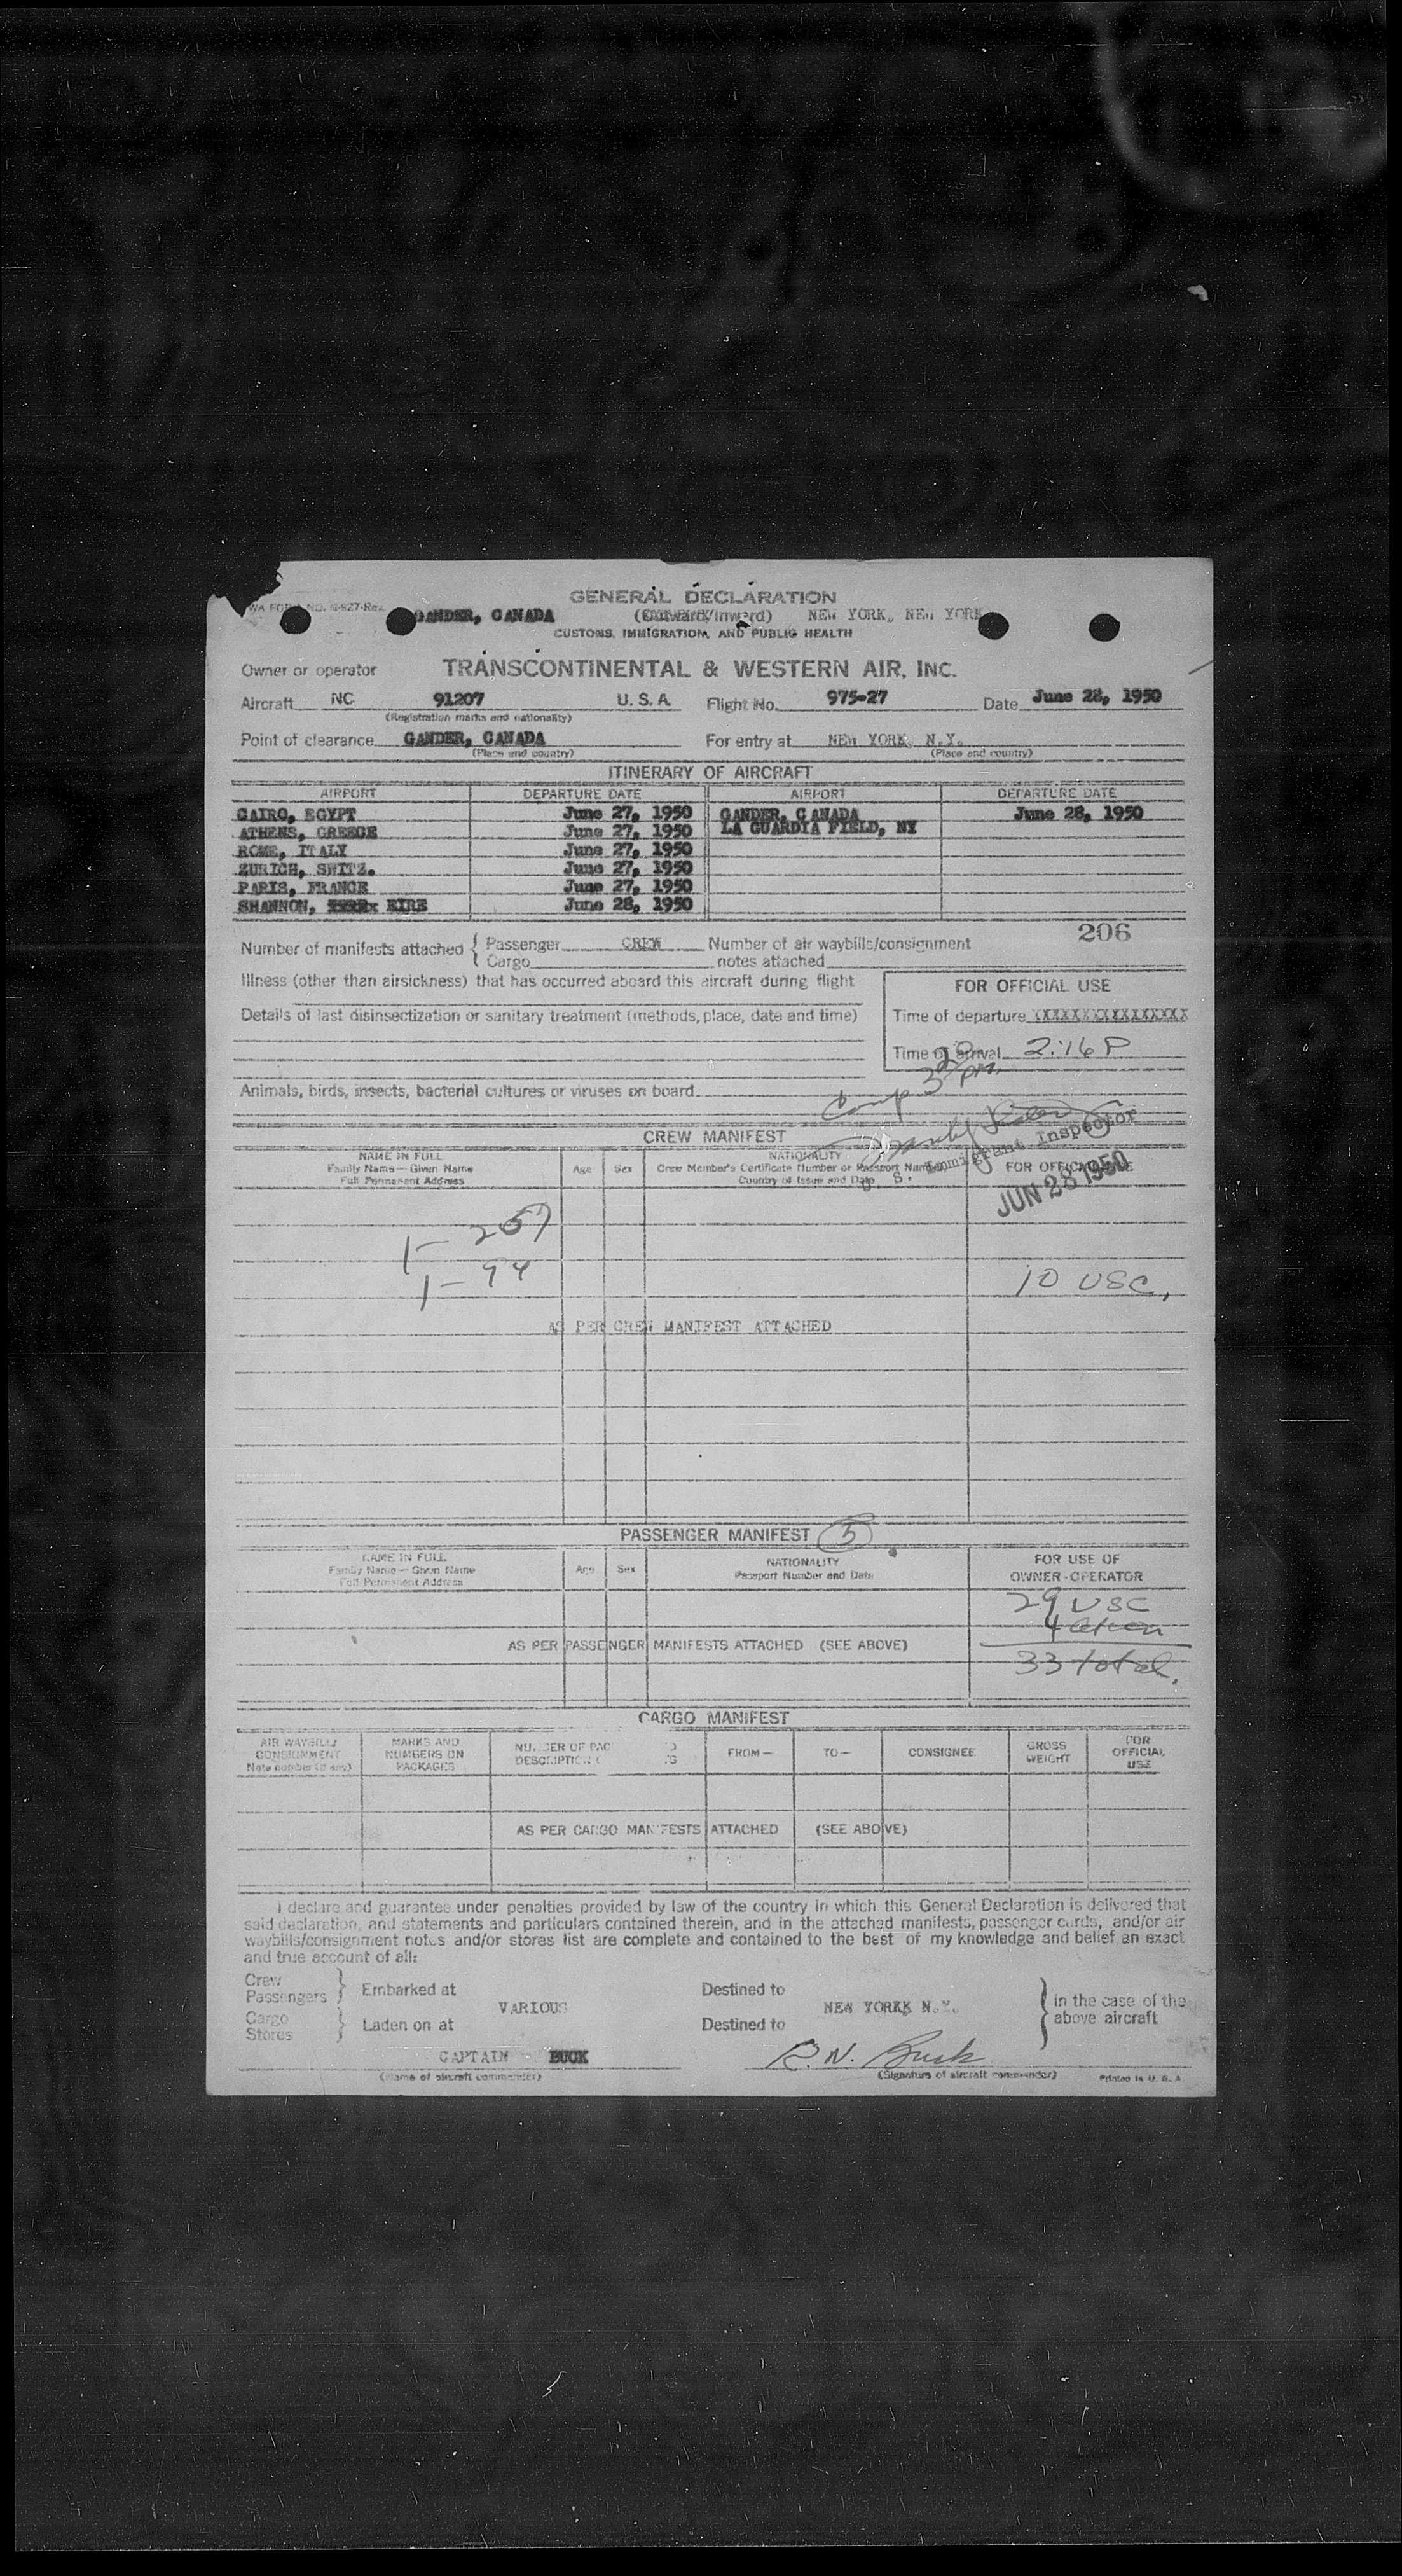 GENERAL DECLARATION
GANDER, CANADA (Outward/Inward) NEW YORK, NEW YORK
CUSTOMS, IMMIGRATION, AND PUBLIC HEALTH
Owner or operator TRANSCONTINENTAL & WESTERN AIR, INC.
Aircraft NC 91207 U. S. A. Flight No. 975-27 Date June 28, 1950
(Registration marks and nationality)
Point of clearance GANDER, CANADA For entry at NEW YORK, N.Y.
(Place and country) (Place and country)
ITINERARY OF AIRCRAFT
AIRPORT DEPARTURE DATE AIRPORT DEPARTURE DATE
CAIRO, EGYPT June 27, 1950 GANDER, CANADA June 28, 1950
ATHENS, GREECE June 27, 1950 LA GUARDIA FIELD, NY
ROME, ITALY June 27, 1950
ZURICH, SWITZ. June 27, 1950
PARIS, FRANCE June 27, 1950
SHANNON, EIRE June 28, 1950
206
Number of manifests attached { Passenger CREW Number of air waybills/consignment
Cargo notes attached
Illness (other than airsickness) that has occurred aboard this aircraft during flight
FOR OFFICIAL USE
Details of last disinsectization or sanitary treatment (methods, place, date and time)
Time of departure XXXXXXXXXXXXXXXX
Time of arrival 2:16 P
Animals, birds, insects, bacterial cultures or viruses on board
Comp 3 20 pm
U. S. Immigrant Inspector
JUN 28 1950
CREW MANIFEST
NAME IN FULL
Family Name — Given Name
Full Permanent Address
Age Sex
NATIONALITY
Crew Member's Certificate Number or Passport Number
Country of Issue and Date
FOR OFFICIAL USE
1 - 207
1 - 94
10 USC.
AS PER CREW MANIFEST ATTACHED
PASSENGER MANIFEST 5
NAME IN FULL
Family Name — Given Name
Full Permanent Address
Age Sex
NATIONALITY
Passport Number and Date
FOR USE OF
OWNER-OPERATOR
29 USC
4 alien
AS PER PASSENGER MANIFESTS ATTACHED (SEE ABOVE)
33 total.
CARGO MANIFEST
AIR WAYBILL/
CONSIGNMENT
Note number (if any)
MARKS AND
NUMBERS ON
PACKAGES
FROM— TO— CONSIGNEE
GROSS
WEIGHT
FOR
OFFICIAL
USE
AS PER CARGO MANIFESTS ATTACHED (SEE ABOVE)
I declare and guarantee under penalties provided by law of the country in which this General Declaration is delivered that
said declaration, and statements and particulars contained therein, and in the attached manifests, passenger cards, and/or air
waybills/consignment notes and/or stores list are complete and contained to the best of my knowledge and belief an exact
and true account of all:
Crew
Passengers } Embarked at Destined to
VARIOUS NEW YORKK N.Y.
Cargo
Stores } Laden on at Destined to
} in the case of the
above aircraft
CAPTAIN BUCK R.N. Buck
(Name of aircraft commander) (Signature of aircraft commander) Printed in U. S. A.